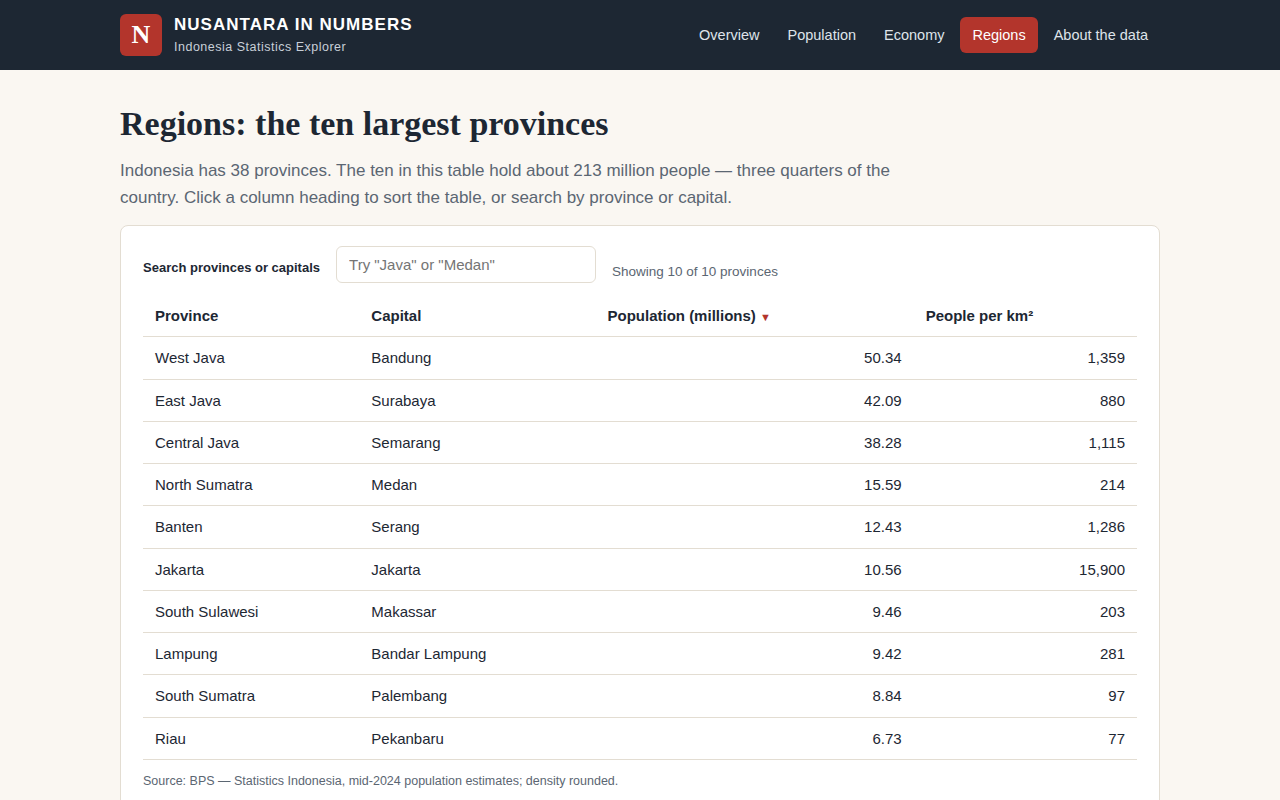 N
NUSANTARA IN NUMBERS
Indonesia Statistics Explorer
Overview Population Economy Regions About the data
Regions: the ten largest provinces
Indonesia has 38 provinces. The ten in this table hold about 213 million people — three quarters of the
country. Click a column heading to sort the table, or search by province or capital.
Search provinces or capitals Try "Java" or "Medan" Showing 10 of 10 provinces
Province Capital Population (millions) ▼ People per km²
West Java Bandung 50.34 1,359
East Java Surabaya 42.09 880
Central Java Semarang 38.28 1,115
North Sumatra Medan 15.59 214
Banten Serang 12.43 1,286
Jakarta Jakarta 10.56 15,900
South Sulawesi Makassar 9.46 203
Lampung Bandar Lampung 9.42 281
South Sumatra Palembang 8.84 97
Riau Pekanbaru 6.73 77
Source: BPS — Statistics Indonesia, mid-2024 population estimates; density rounded.